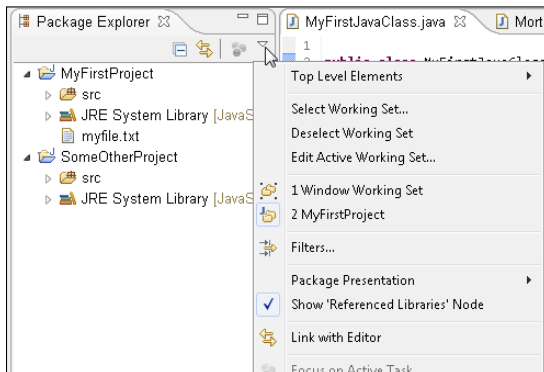 Package Explorer
MyFirstJavaClass.java
Mort
1
MyFirstProject
src
JRE System Library [JavaS
myfile.txt
SomeOtherProject
src
JRE System Library [JavaS
Top Level Elements
Select Working Set...
Deselect Working Set
Edit Active Working Set...
1 Window Working Set
2 MyFirstProject
Filters...
Package Presentation
Show 'Referenced Libraries' Node
Link with Editor
Focus on Active Task